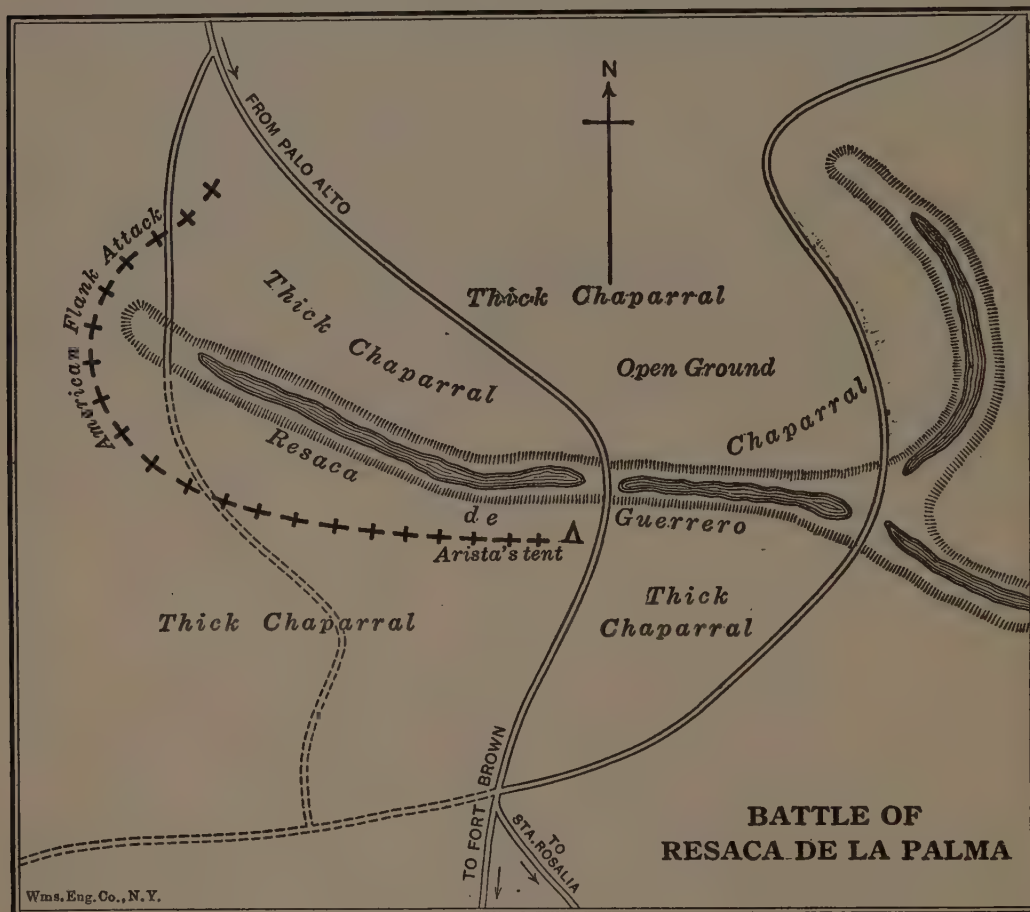 N
FROM PALO ALTO
American Flank Attack
Thick Chaparral
Thick Chaparral
Open Ground
Chaparral
Resaca
de
Guerrero
Arista's tent
Thick
Chaparral
Thick Chaparral
TO FORT BROWN
TO
STA. ROSALIA
BATTLE OF
RESACA DE LA PALMA
Wms. Eng. Co., N.Y.